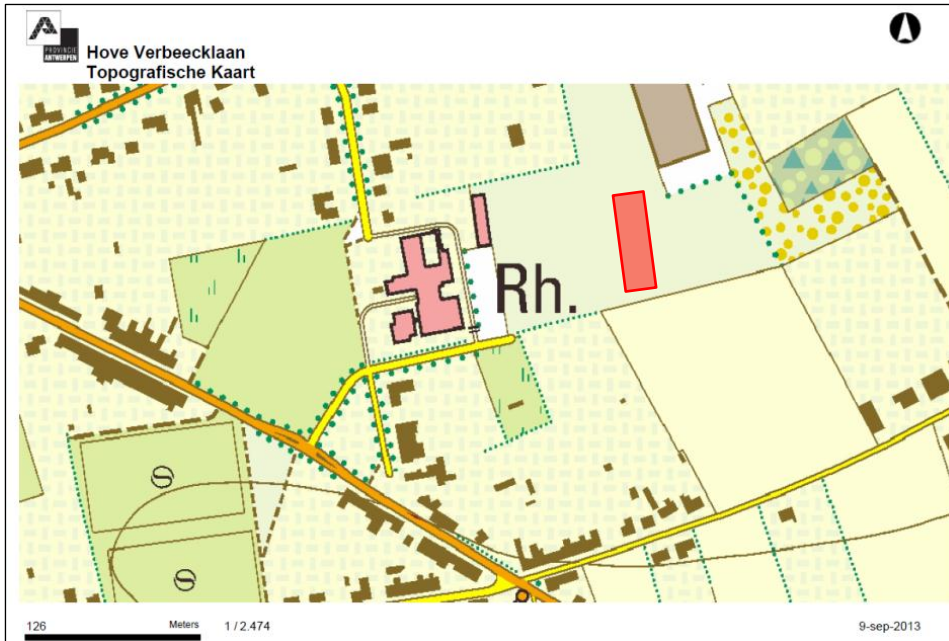 PROVINCIE
ANTWERPEN
Hove Verbeecklaan
Topografische Kaart
Rh.
126 Meters 1 / 2.474
9-sep-2013